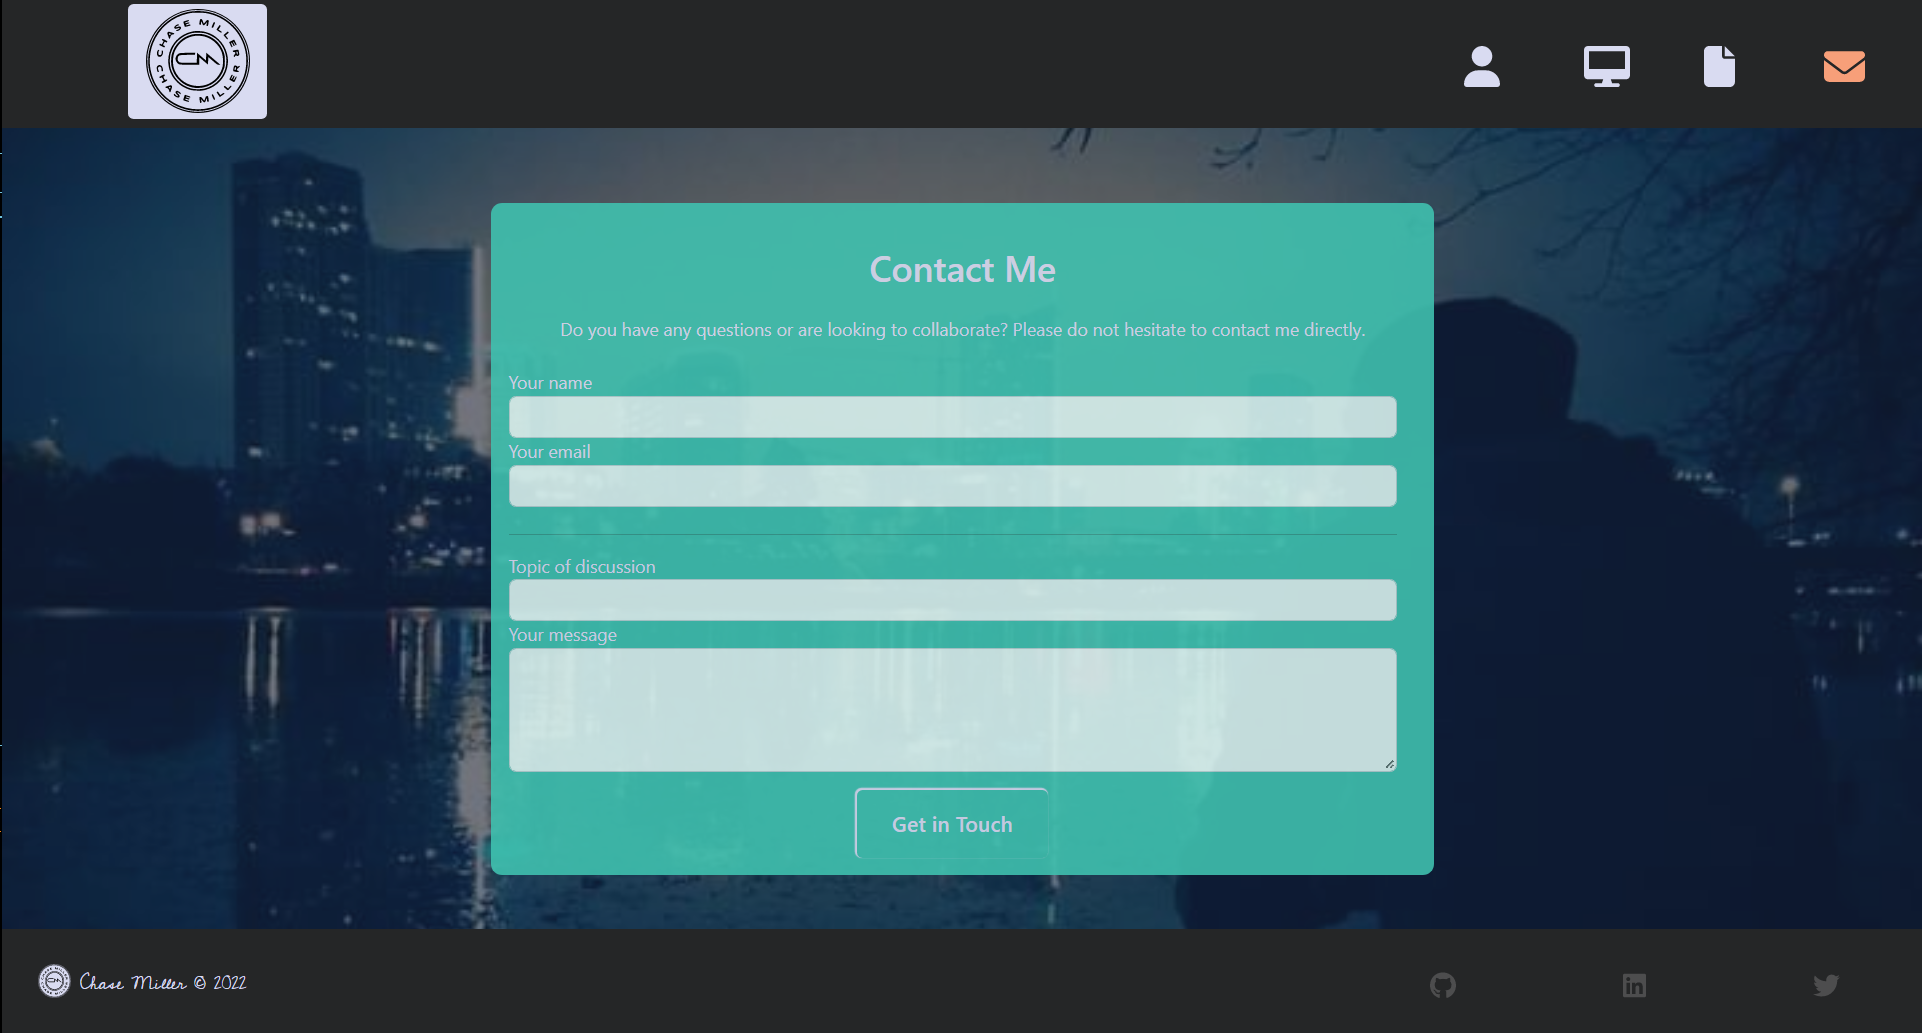 CHASE MILLER
CM
CHASE MILLER
Contact Me
Do you have any questions or are looking to collaborate? Please do not hesitate to contact me directly.
Your name
Your email
Topic of discussion
Your message
Get in Touch
Chase Miller © 2022